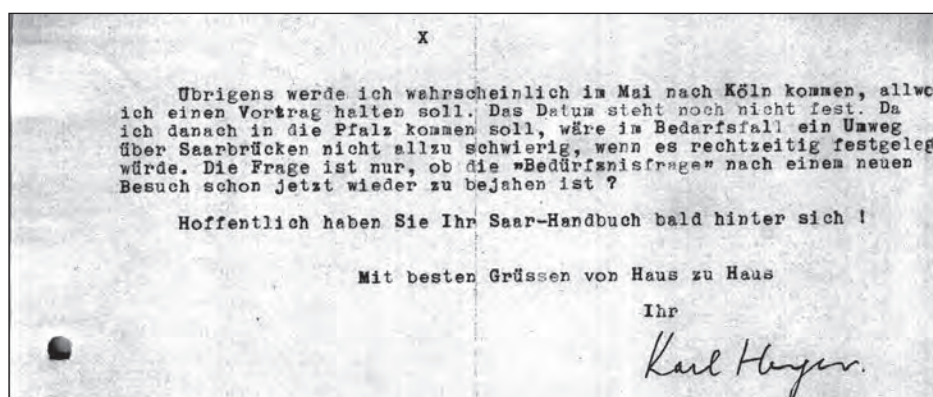 X
Übrigens werde ich wahrscheinlich im Mai nach Köln kommen, allwo
ich einen Vortrag halten soll. Das Datum steht noch nicht fest. Da
ich danach in die Pfalz kommen soll, wäre im Bedarfsfall ein Umweg
über Saarbrücken nicht allzu schwierig, wenn es rechtzeitig festgeleg
würde. Die Frage ist nur, ob die »Bedürfsnisfrage» nach einem neuen
Besuch schon jetzt wieder zu bejahen ist ?
Hoffentlich haben Sie Ihr Saar-Handbuch bald hinter sich !
Mit besten Grüssen von Haus zu Haus
Ihr
Karl Heyer.